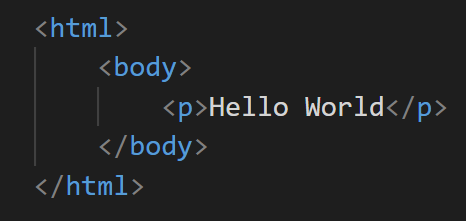 <html>
    <body>
        <p>Hello World</p>
    </body>
</html>